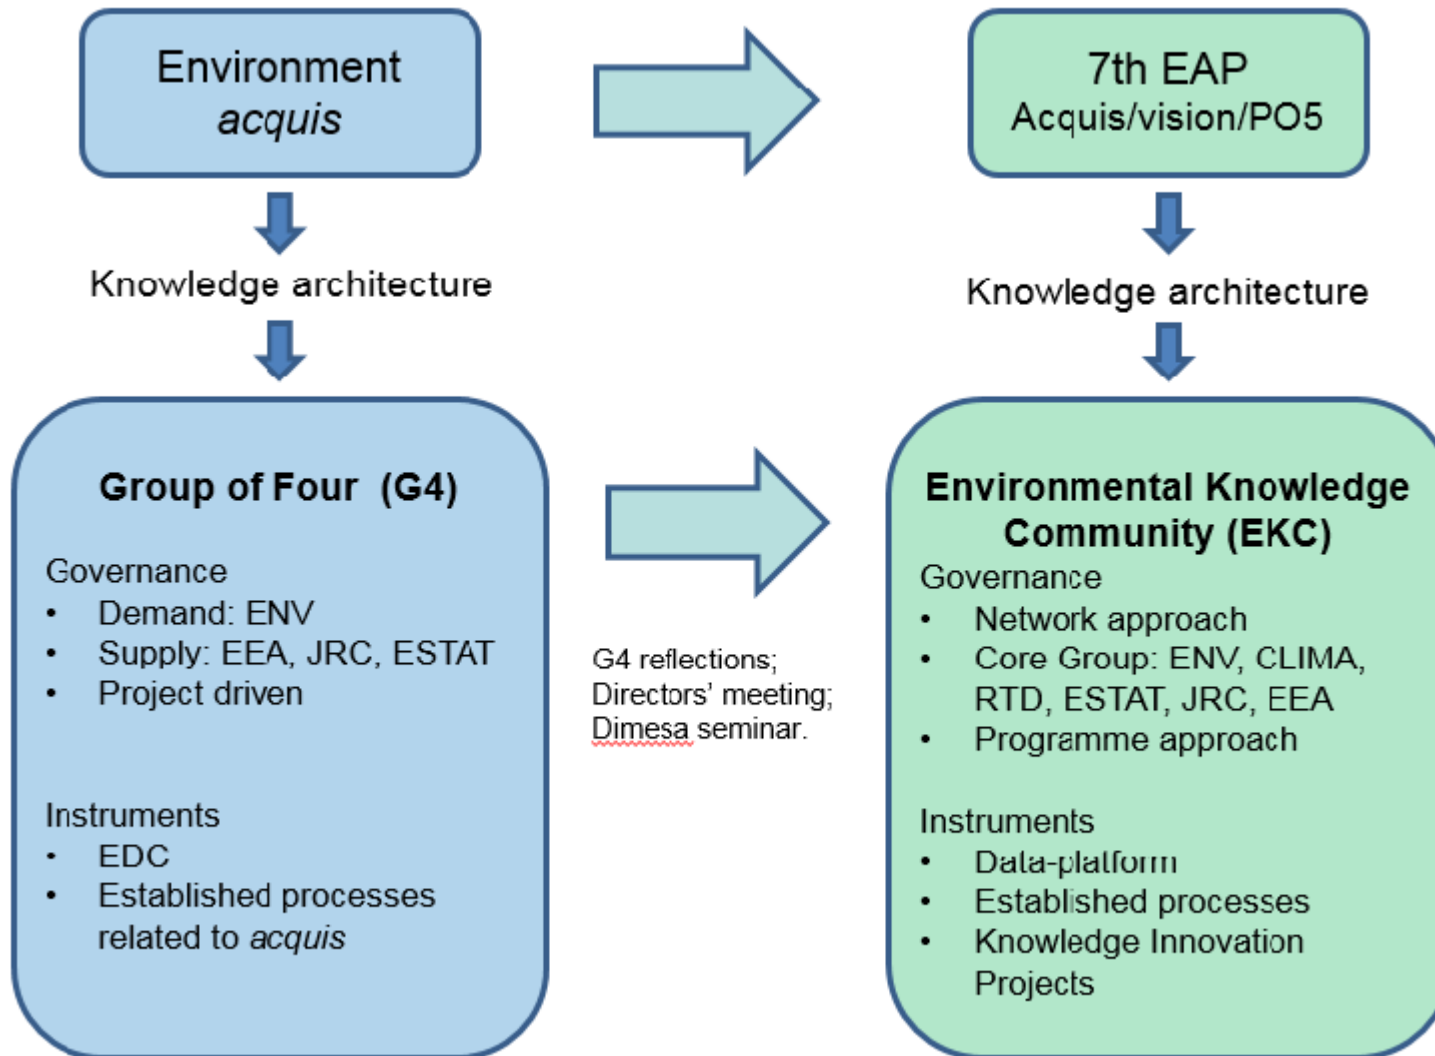 Environment
acquis
7th EAP
Acquis/vision/PO5
Knowledge architecture
Knowledge architecture
Group of Four (G4)
Governance
• Demand: ENV
• Supply: EEA, JRC, ESTAT
• Project driven
Instruments
• EDC
• Established processes
related to acquis
G4 reflections;
Directors' meeting;
Dimesa seminar.
Environmental Knowledge
Community (EKC)
Governance
• Network approach
• Core Group: ENV, CLIMA,
RTD, ESTAT, JRC, EEA
• Programme approach
Instruments
• Data-platform
• Established processes
• Knowledge Innovation
Projects